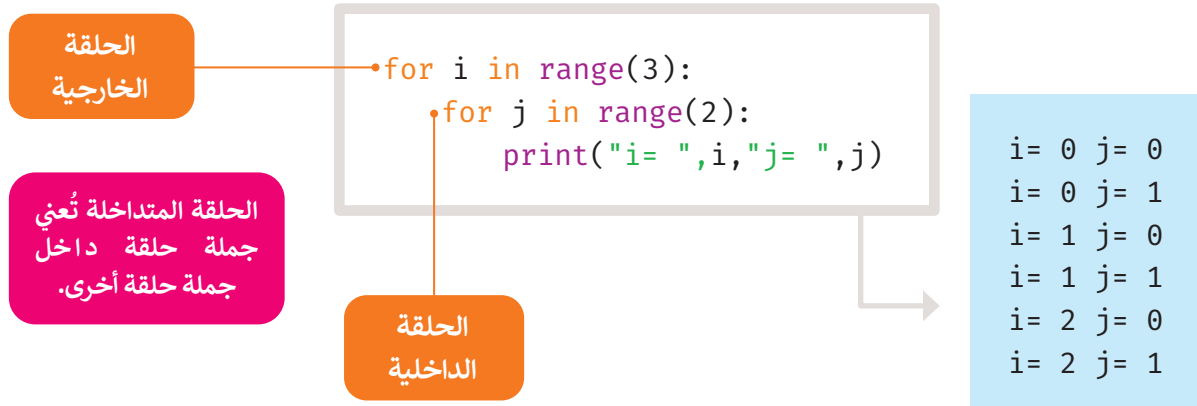 الحلقة
الخارجية
for i in range(3):
for j in range(2):
print("i= ",i,"j= ",j)
الحلقة المتداخلة تُعني
جملة حلقة داخل
جملة حلقة أخرى.
الحلقة
الداخلية
i= 0 j= 0
i= 0 j= 1
i= 1 j= 0
i= 1 j= 1
i= 2 j= 0
i= 2 j= 1